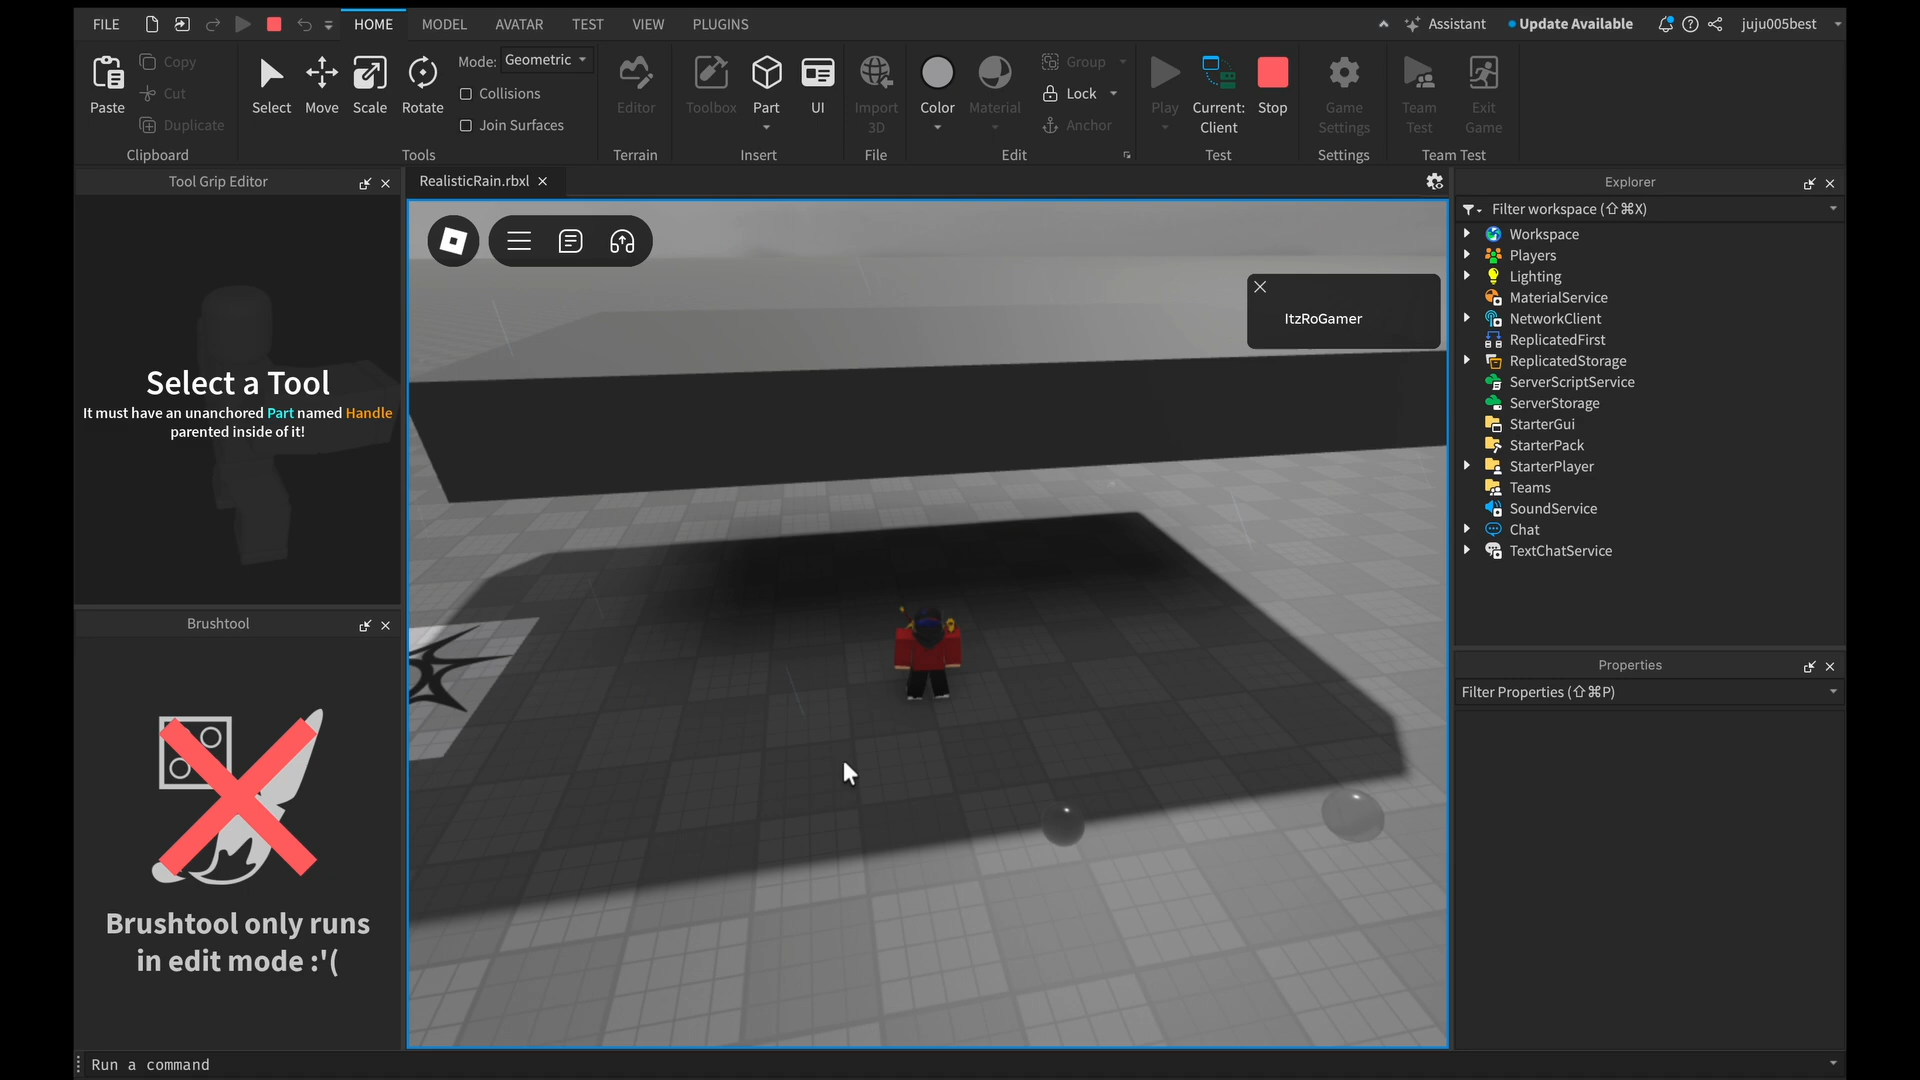 FILE
HOME
MODEL
AVATAR
TEST
VIEW
PLUGINS
Assistant
Update Available
juju005best
Paste
Copy
Cut
Duplicate
Clipboard
Select
Move
Scale
Rotate
Mode: Geometric
Collisions
Join Surfaces
Tools
Editor
Terrain
Toolbox
Part
UI
Insert
Import
3D
File
Color
Material
Group
Lock
Anchor
Edit
Play
Current:
Client
Stop
Test
Game
Settings
Settings
Team
Test
Exit
Game
Team Test
Tool Grip Editor
Select a Tool
It must have an unanchored Part named Handle
parented inside of it!
Brushtool
Brushtool only runs
in edit mode :'(
RealisticRain.rbxl
ItzRoGamer
Explorer
Filter workspace (⇧⌘X)
Workspace
Players
Lighting
MaterialService
NetworkClient
ReplicatedFirst
ReplicatedStorage
ServerScriptService
ServerStorage
StarterGui
StarterPack
StarterPlayer
Teams
SoundService
Chat
TextChatService
Properties
Filter Properties (⇧⌘P)
Run a command